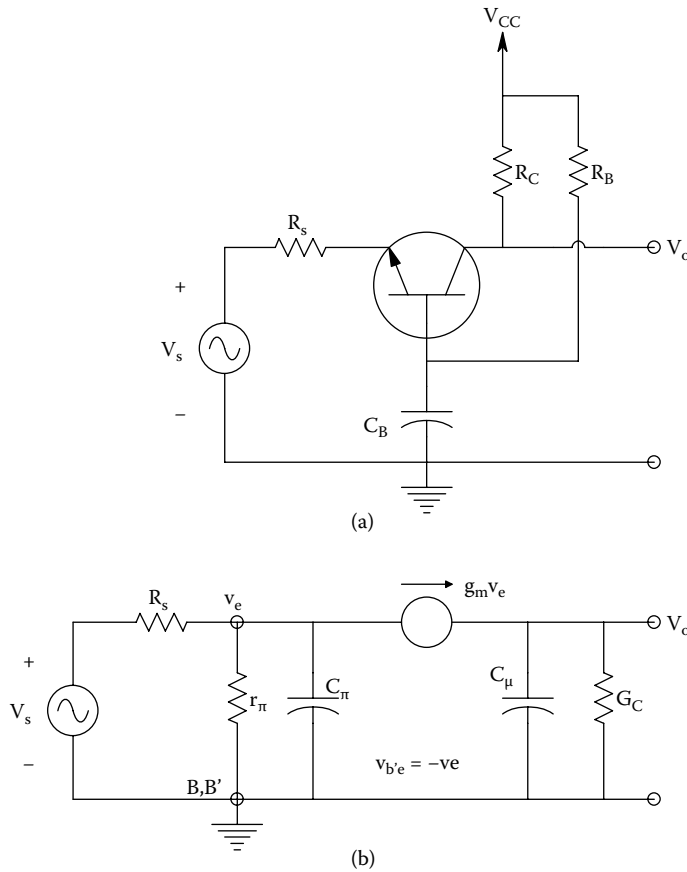 V_CC
R_C
R_B
R_s
V_o
+
V_s
−
C_B
(a)
R_s
v_e
g_m v_e
V_o
+
V_s
−
r_π
C_π
C_μ
G_C
v_b'e = −ve
B,B'
(b)